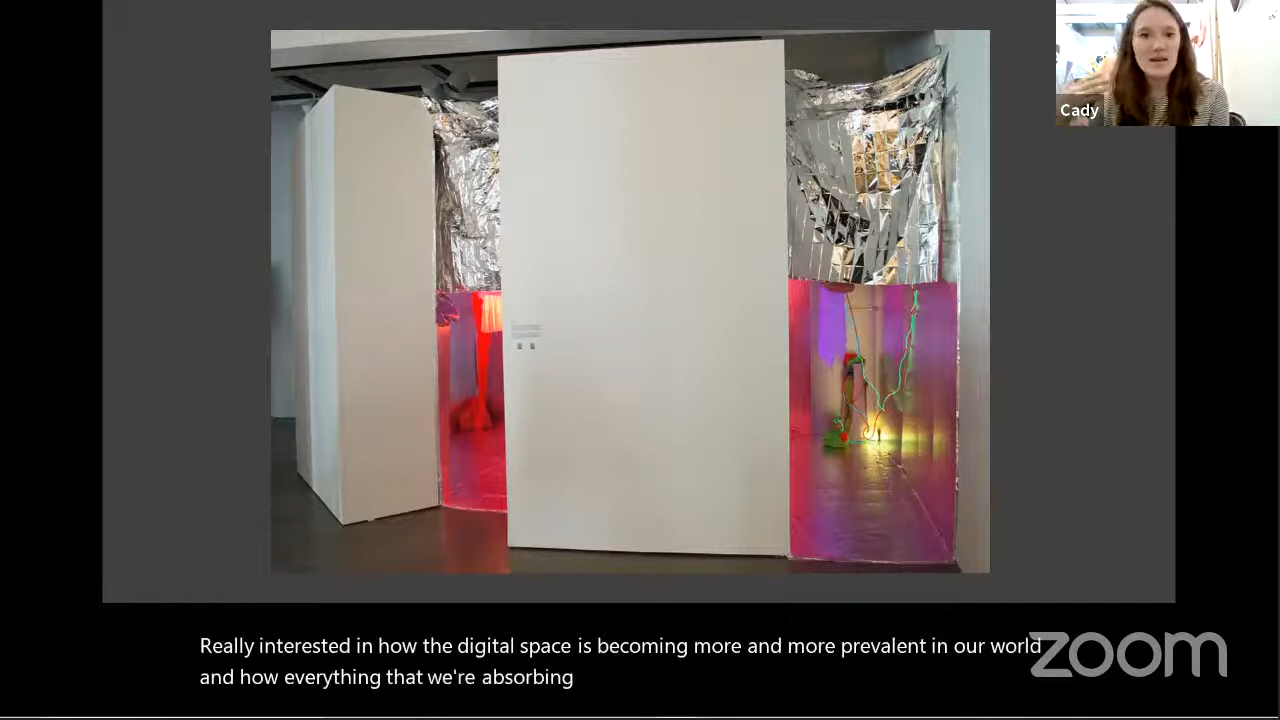 Cady
Really interested in how the digital space is becoming more and more prevalent in our world
and how everything that we're absorbing
zoom